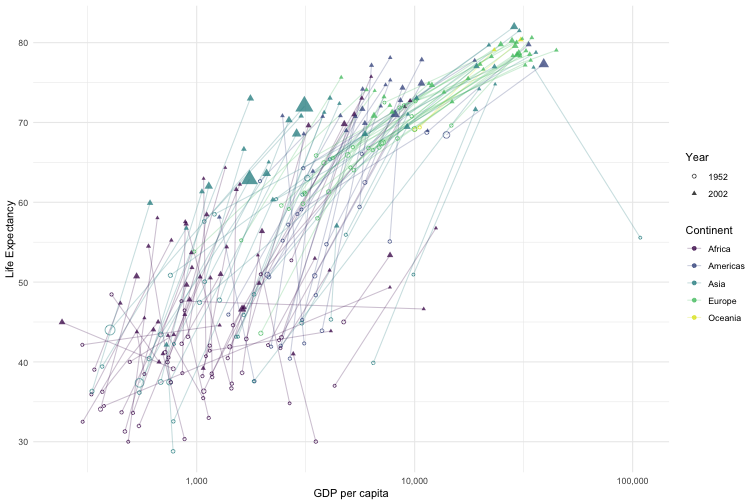 80
70
60
50
40
30
Life Expectancy
1,000
10,000
100,000
GDP per capita
Year
1952
2002
Continent
Africa
Americas
Asia
Europe
Oceania